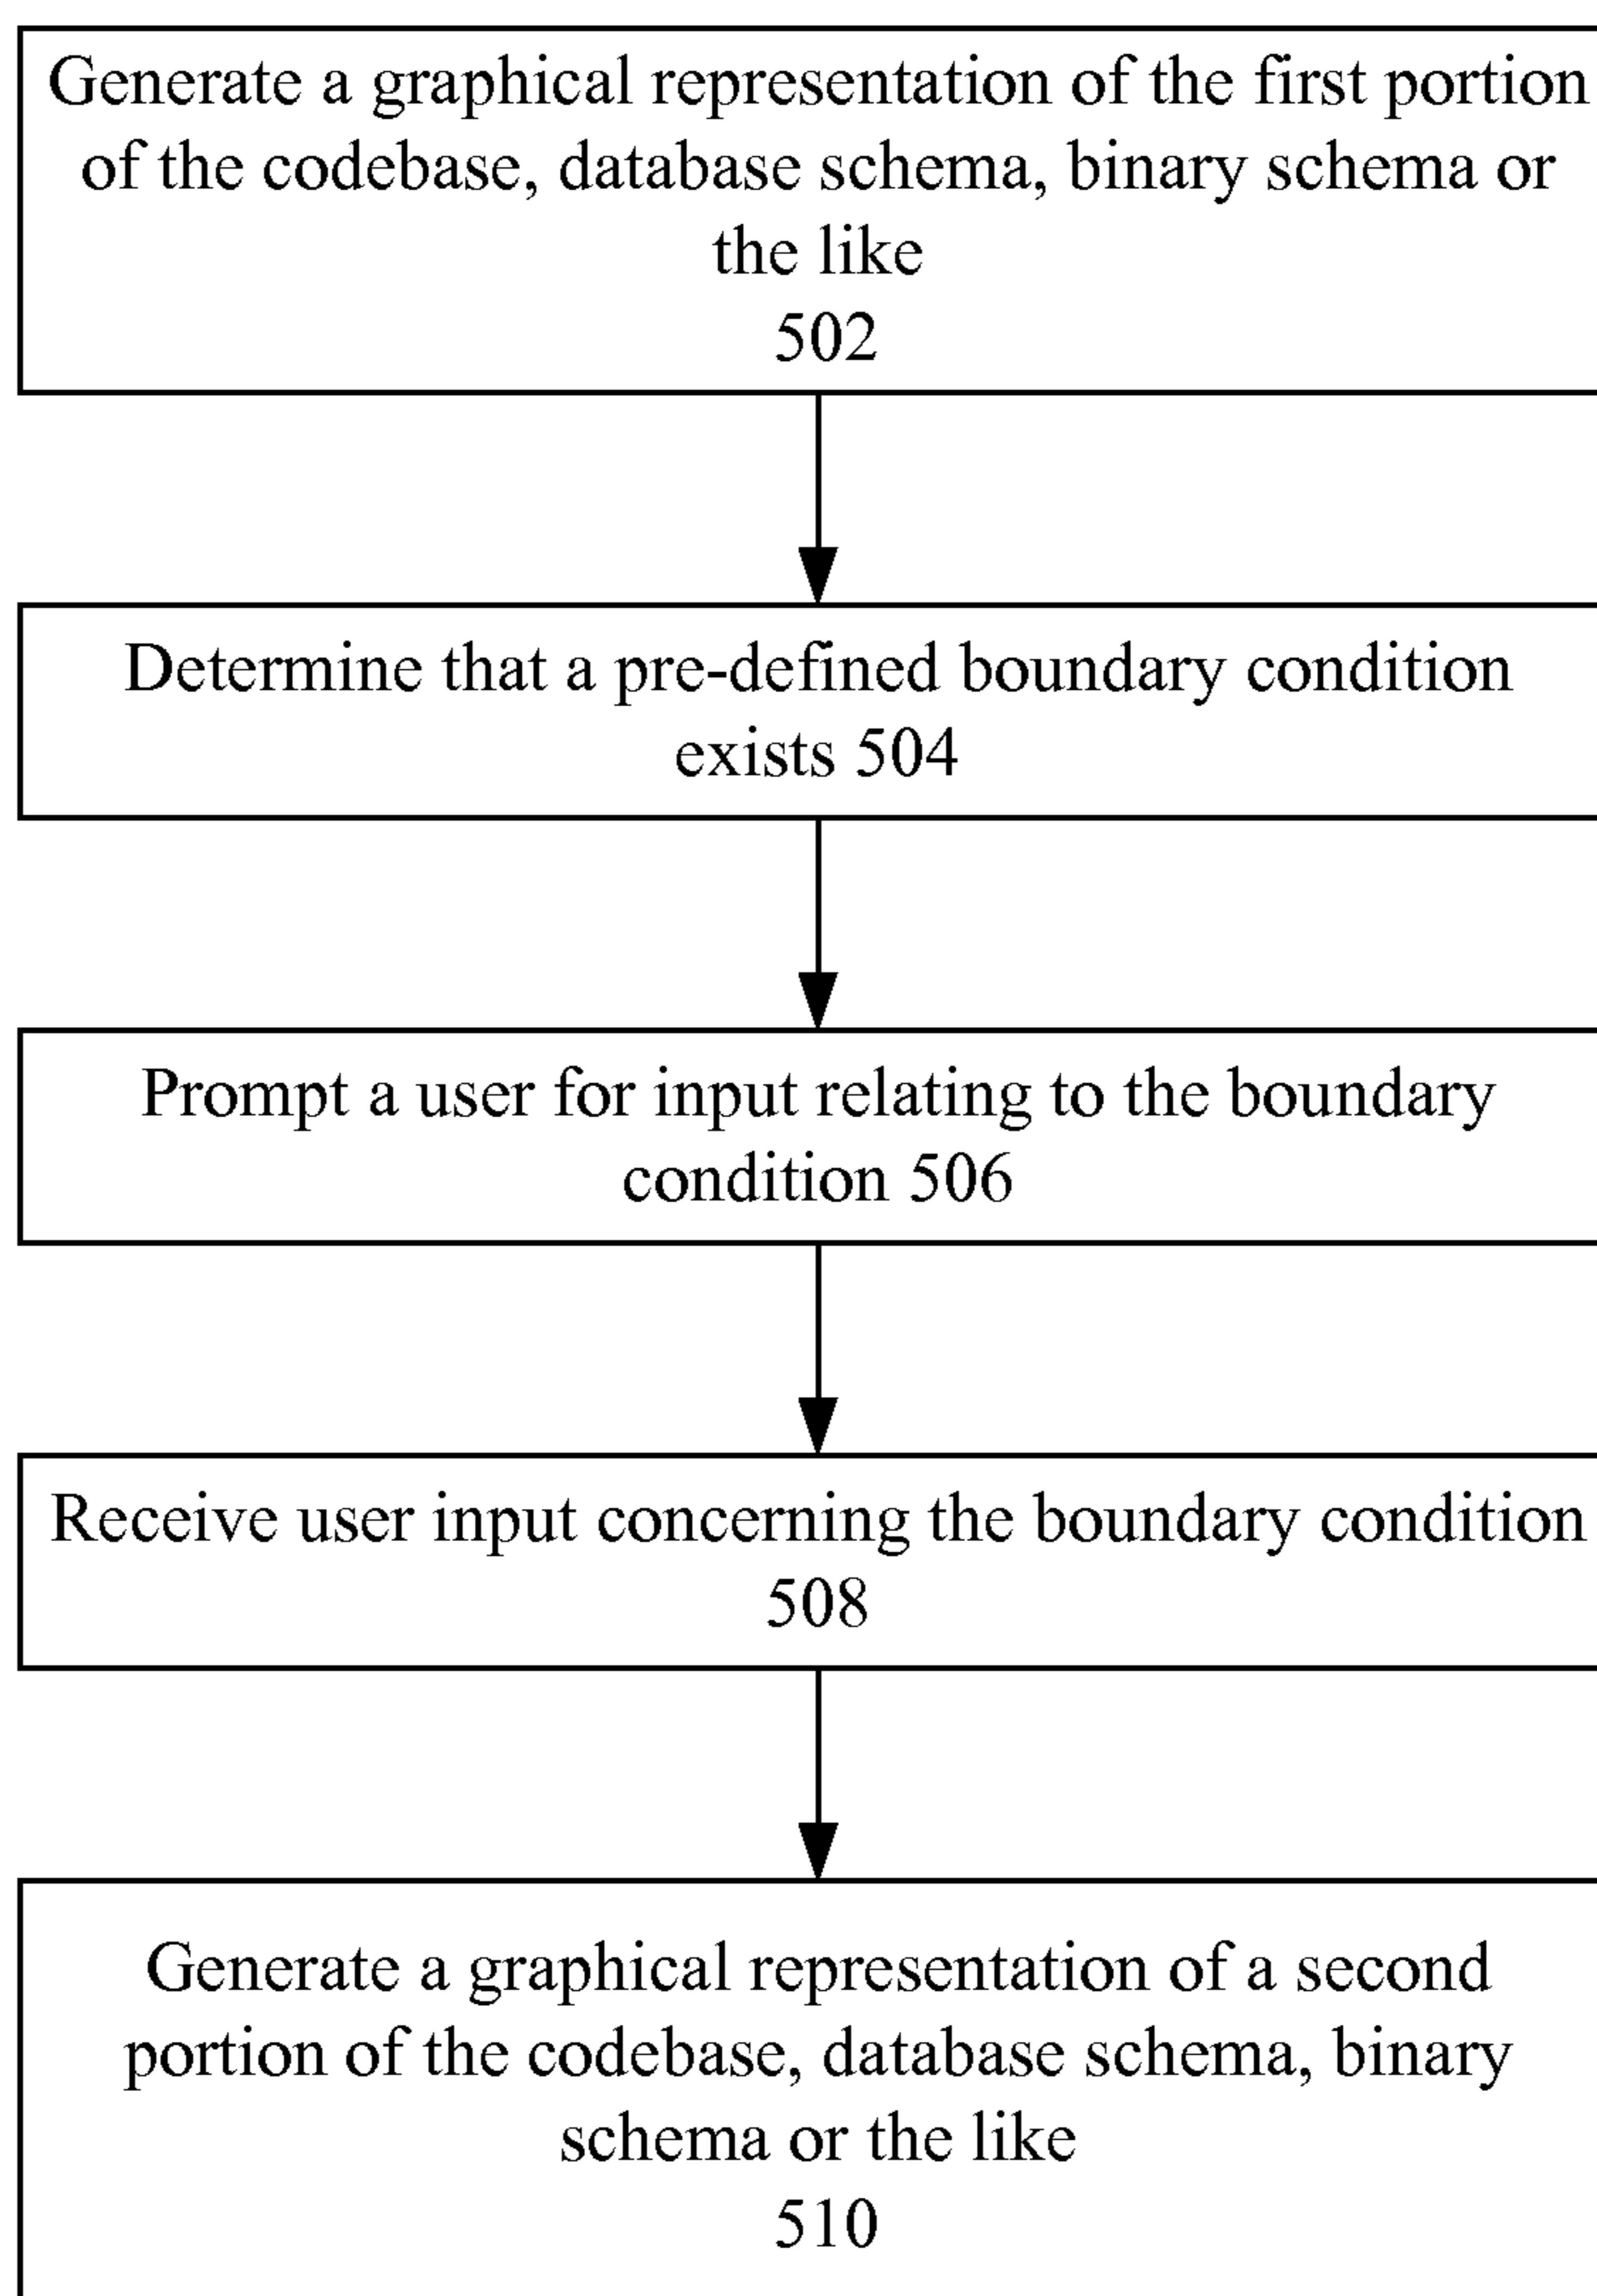 Generate a graphical representation of the first portion
of the codebase, database schema, binary schema or
the like
502
Determine that a pre-defined boundary condition
exists 504
Prompt a user for input relating to the boundary
condition 506
Receive user input concerning the boundary condition
508
Generate a graphical representation of a second
portion of the codebase, database schema, binary
schema or the like
510